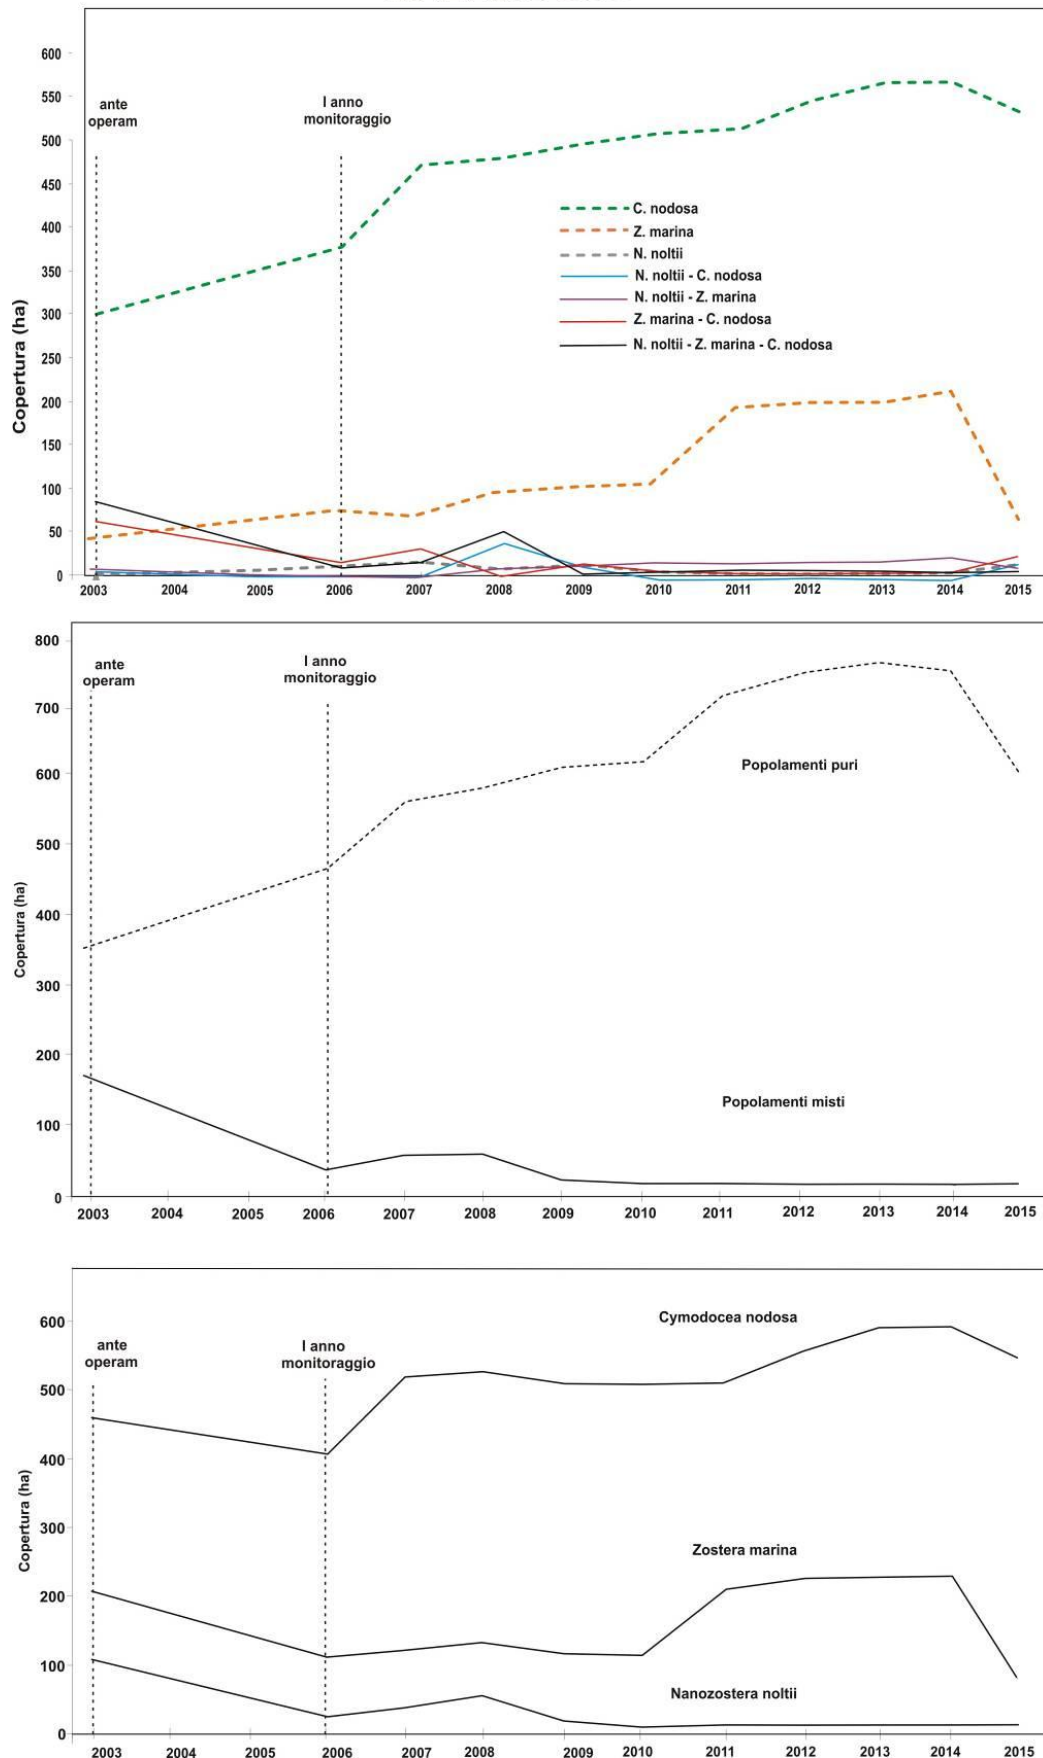 600
ante
operam
I anno
monitoraggio
550
500
450
400
350
300
250
200
150
100
50
0
Copertura (ha)
C. nodosa
Z. marina
N. noltii
N. noltii - C. nodosa
N. noltii - Z. marina
Z. marina - C. nodosa
N. noltii - Z. marina - C. nodosa
2003 2004 2005 2006 2007 2008 2009 2010 2011 2012 2013 2014 2015
800
ante
operam
I anno
monitoraggio
700
600
500
400
300
200
100
0
Copertura (ha)
Popolamenti puri
Popolamenti misti
2003 2004 2005 2006 2007 2008 2009 2010 2011 2012 2013 2014 2015
600
ante
operam
I anno
monitoraggio
500
400
300
200
100
0
Copertura (ha)
Cymodocea nodosa
Zostera marina
Nanozostera noltii
2003 2004 2005 2006 2007 2008 2009 2010 2011 2012 2013 2014 2015